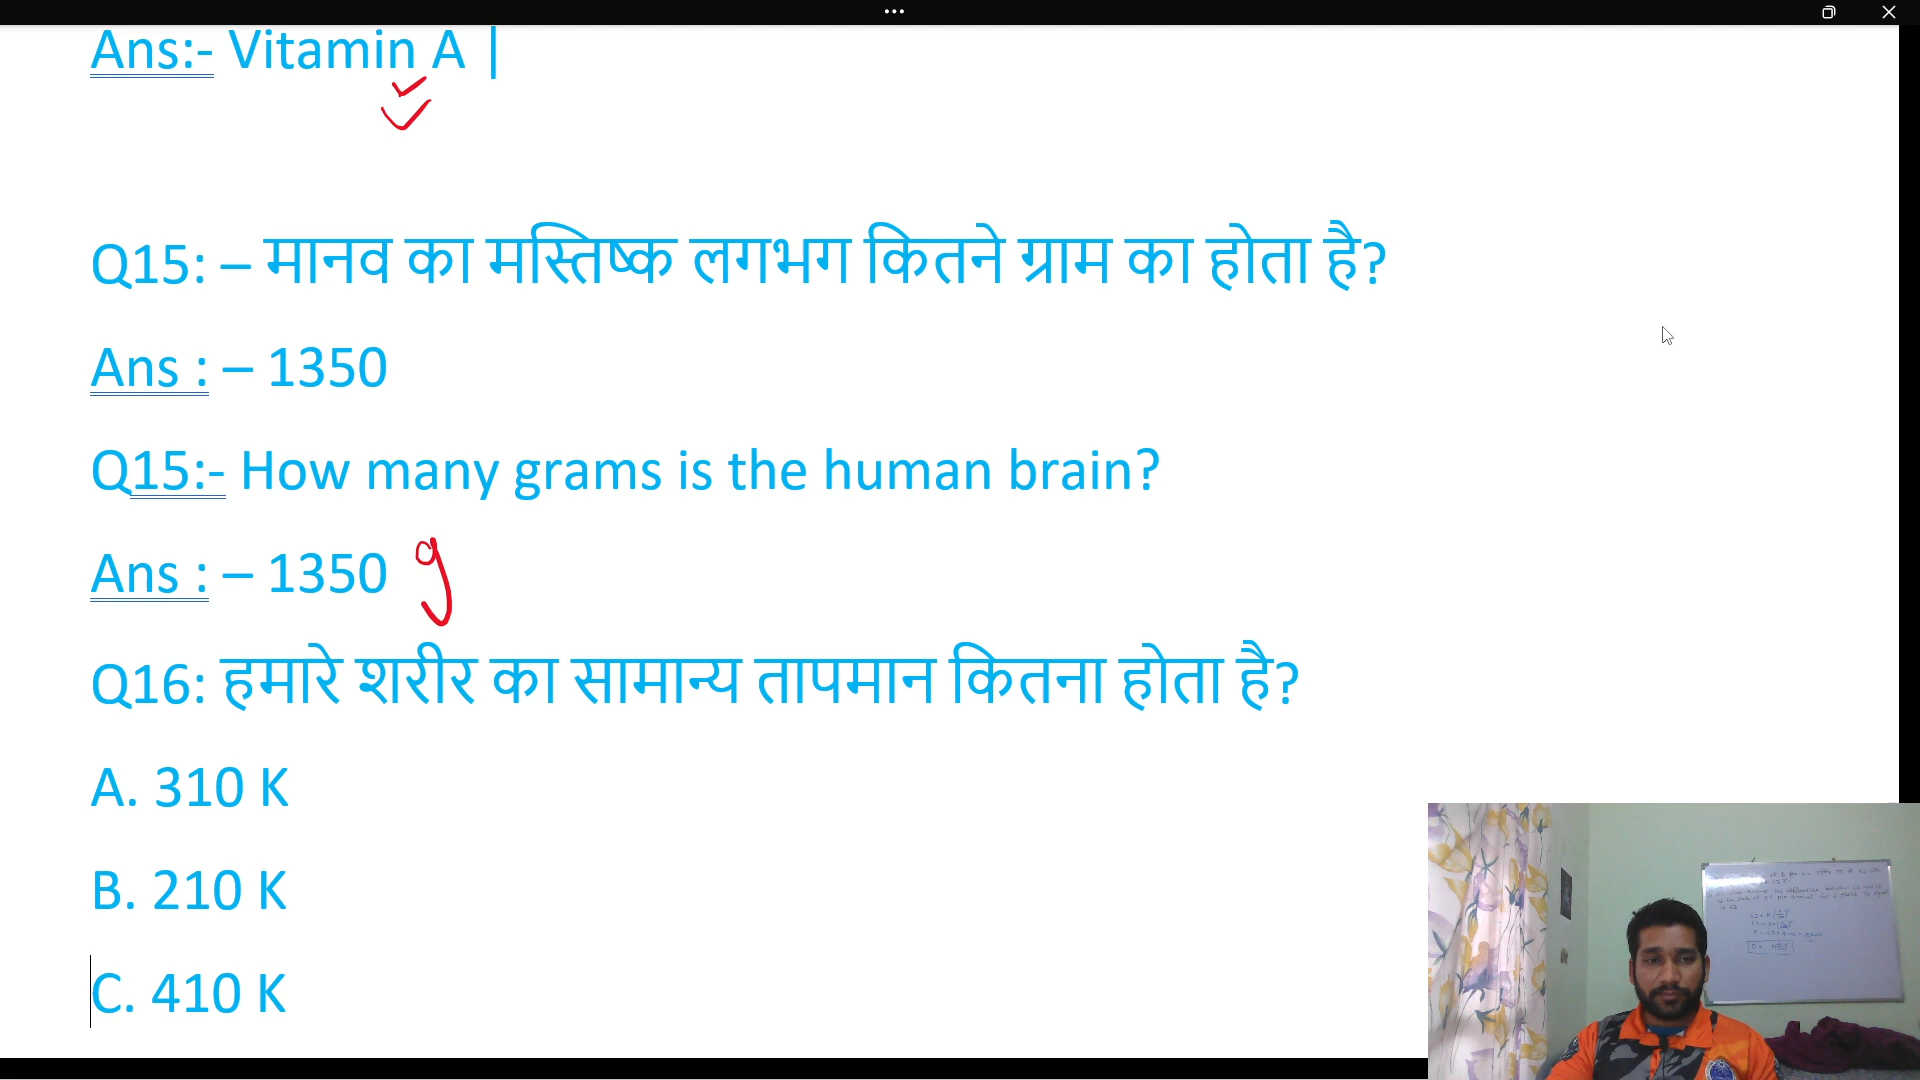 Ans:- Vitamin A |
Q15: – मानव का मस्तिष्क लगभग कितने ग्राम का होता है?
Ans : – 1350
Q15:- How many grams is the human brain?
Ans : – 1350 g
Q16: हमारे शरीर का सामान्य तापमान कितना होता है?
A. 310 K
B. 210 K
C. 410 K